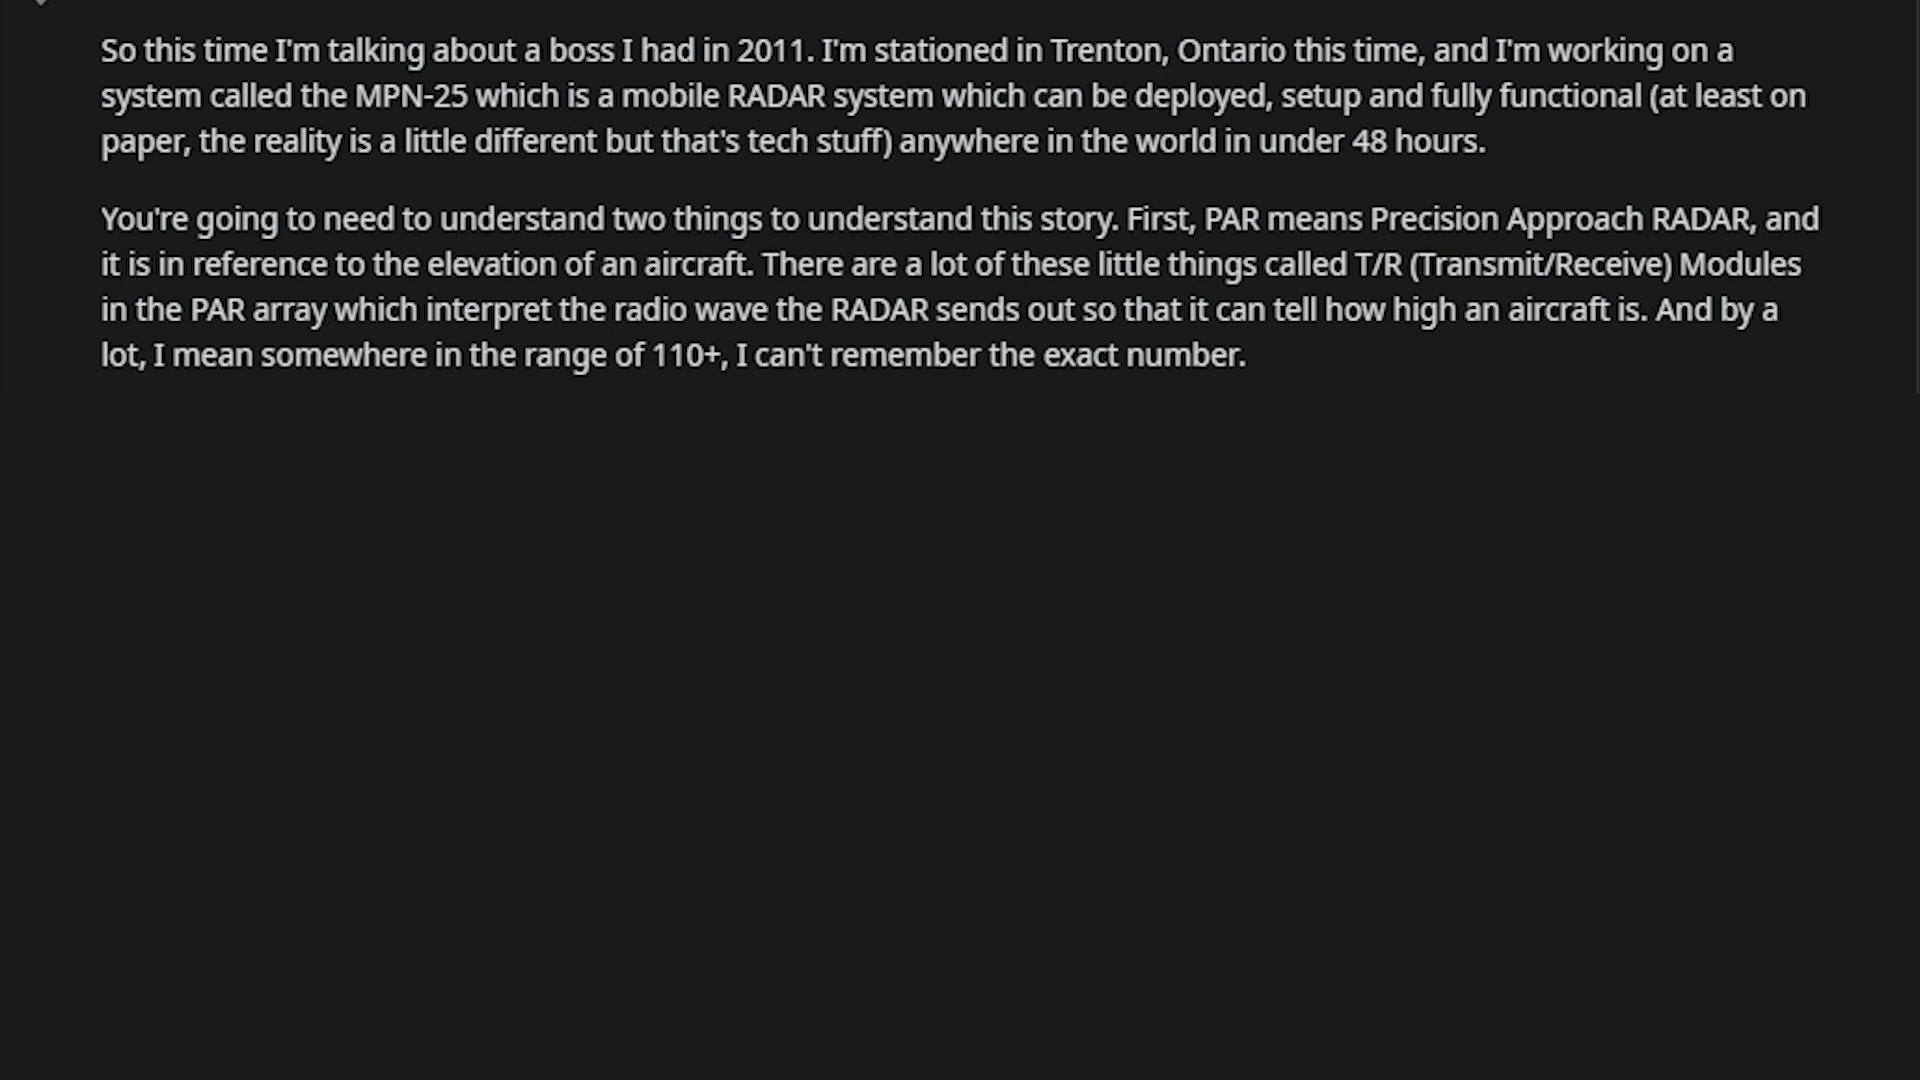 So this time I'm talking about a boss I had in 2011. I'm stationed in Trenton, Ontario this time, and I'm working on a
system called the MPN-25 which is a mobile RADAR system which can be deployed, setup and fully functional (at least on
paper, the reality is a little different but that's tech stuff) anywhere in the world in under 48 hours.
You're going to need to understand two things to understand this story. First, PAR means Precision Approach RADAR, and
it is in reference to the elevation of an aircraft. There are a lot of these little things called T/R (Transmit/Receive) Modules
in the PAR array which interpret the radio wave the RADAR sends out so that it can tell how high an aircraft is. And by a
lot, I mean somewhere in the range of 110+, I can't remember the exact number.